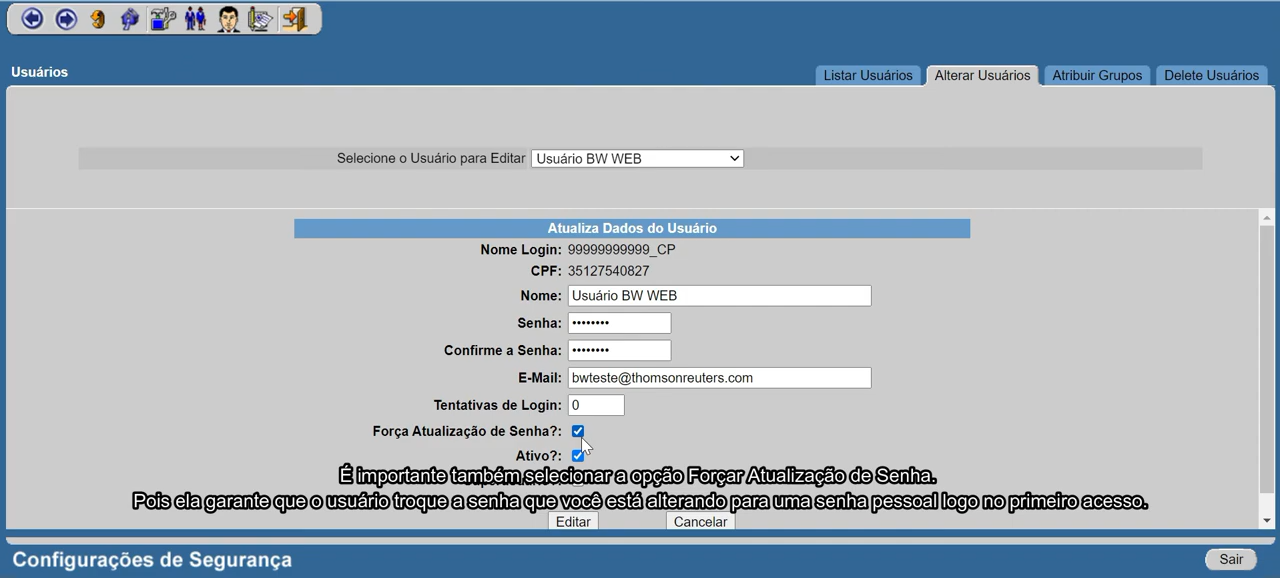 Usuários
Listar Usuários
Alterar Usuários
Atribuir Grupos
Delete Usuários
Selecione o Usuário para Editar Usuário BW WEB
Atualiza Dados do Usuário
Nome Login: 99999999999_CP
CPF: 35127540827
Nome: Usuário BW WEB
Senha: ••••••••
Confirme a Senha: ••••••••
E-Mail: bwteste@thomsonreuters.com
Tentativas de Login: 0
Força Atualização de Senha?:
Ativo?:
É importante também selecionar a opção Forçar Atualização de Senha.
Pois ela garante que o usuário troque a senha que você está alterando para uma senha pessoal logo no primeiro acesso.
Editar
Cancelar
Configurações de Segurança
Sair